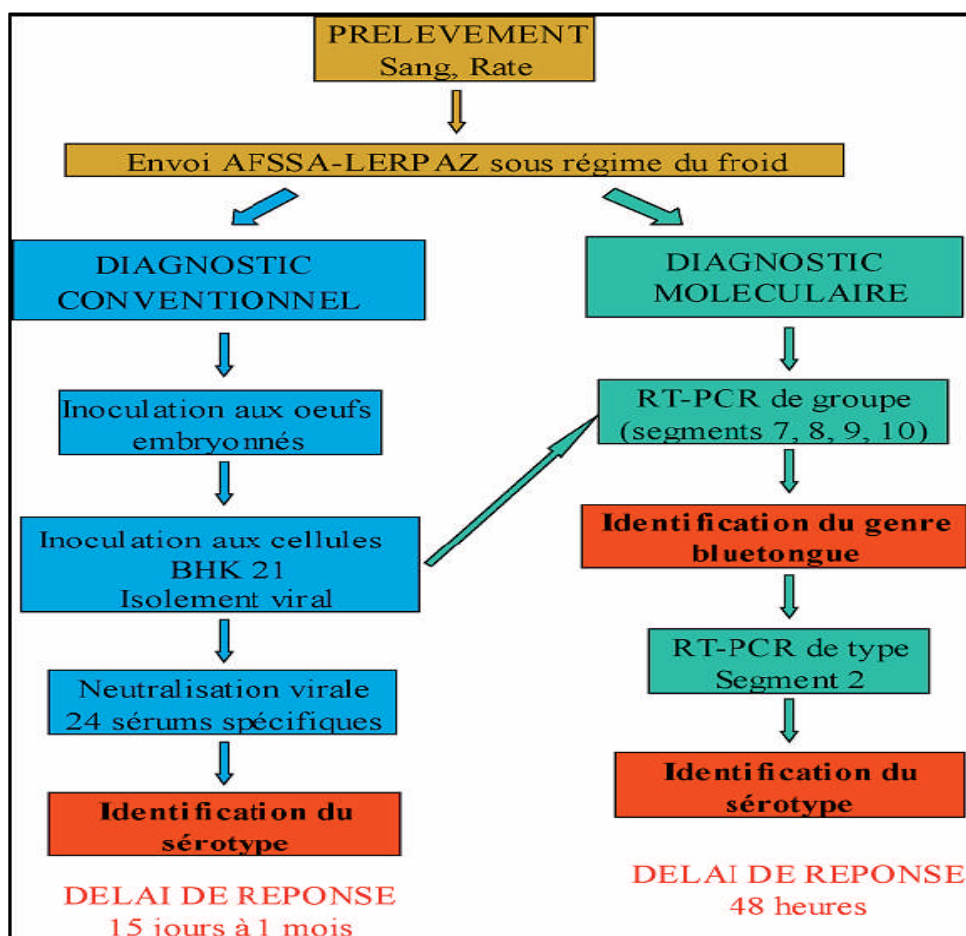 PRELEVEMENT
Sang, Rate
Envoi AFSSA-LERPAZ sous régime du froid
DIAGNOSTIC
CONVENTIONNEL
Inoculation aux oeufs
embryonnés
Inoculation aux cellules
BHK 21
Isolement viral
Neutralisation virale
24 sérums spécifiques
Identification du
sérotype
DELAI DE REPONSE
15 jours à 1 mois
DIAGNOSTIC
MOLECULAIRE
RT-PCR de groupe
(segments 7, 8, 9, 10)
Identification du genre
bluetongue
RT-PCR de type
Segment 2
Identification du
sérotype
DELAI DE REPONSE
48 heures